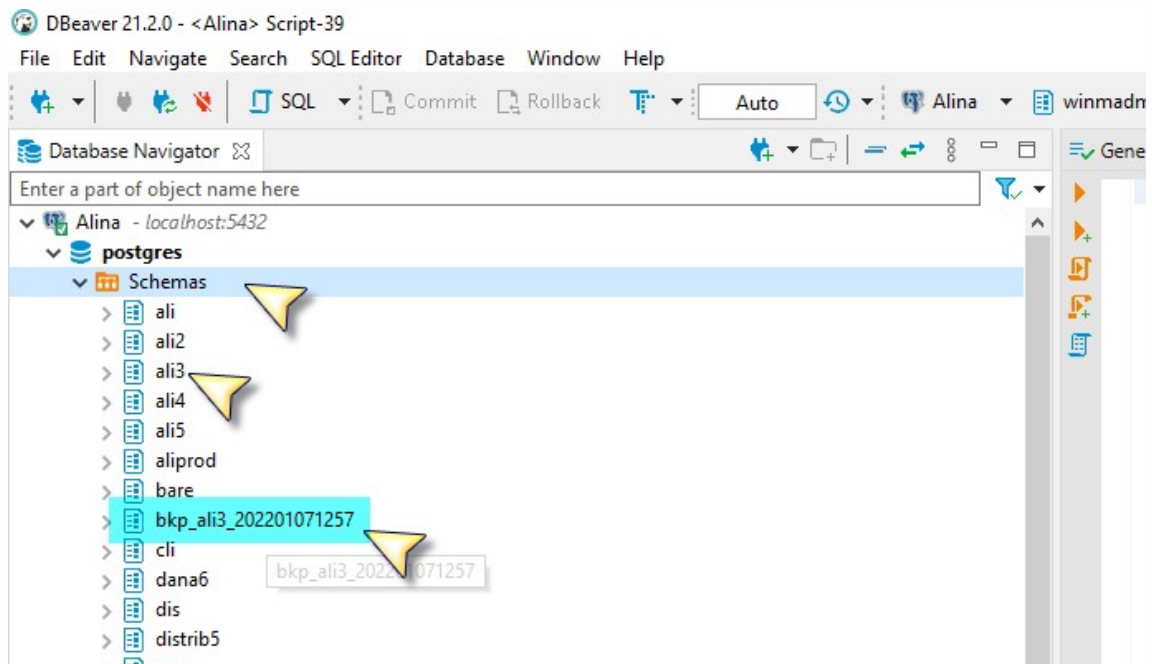 DBeaver 21.2.0 - <Alina> Script-39
File Edit Navigate Search SQL Editor Database Window Help
SQL Commit Rollback Auto Alina winmadm
Database Navigator Gene
Enter a part of object name here
Alina - localhost:5432
postgres
Schemas
ali
ali2
ali3
ali4
ali5
aliprod
bare
bkp_ali3_202201071257
cli
bkp_ali3_202201071257
dana6
dis
distrib5